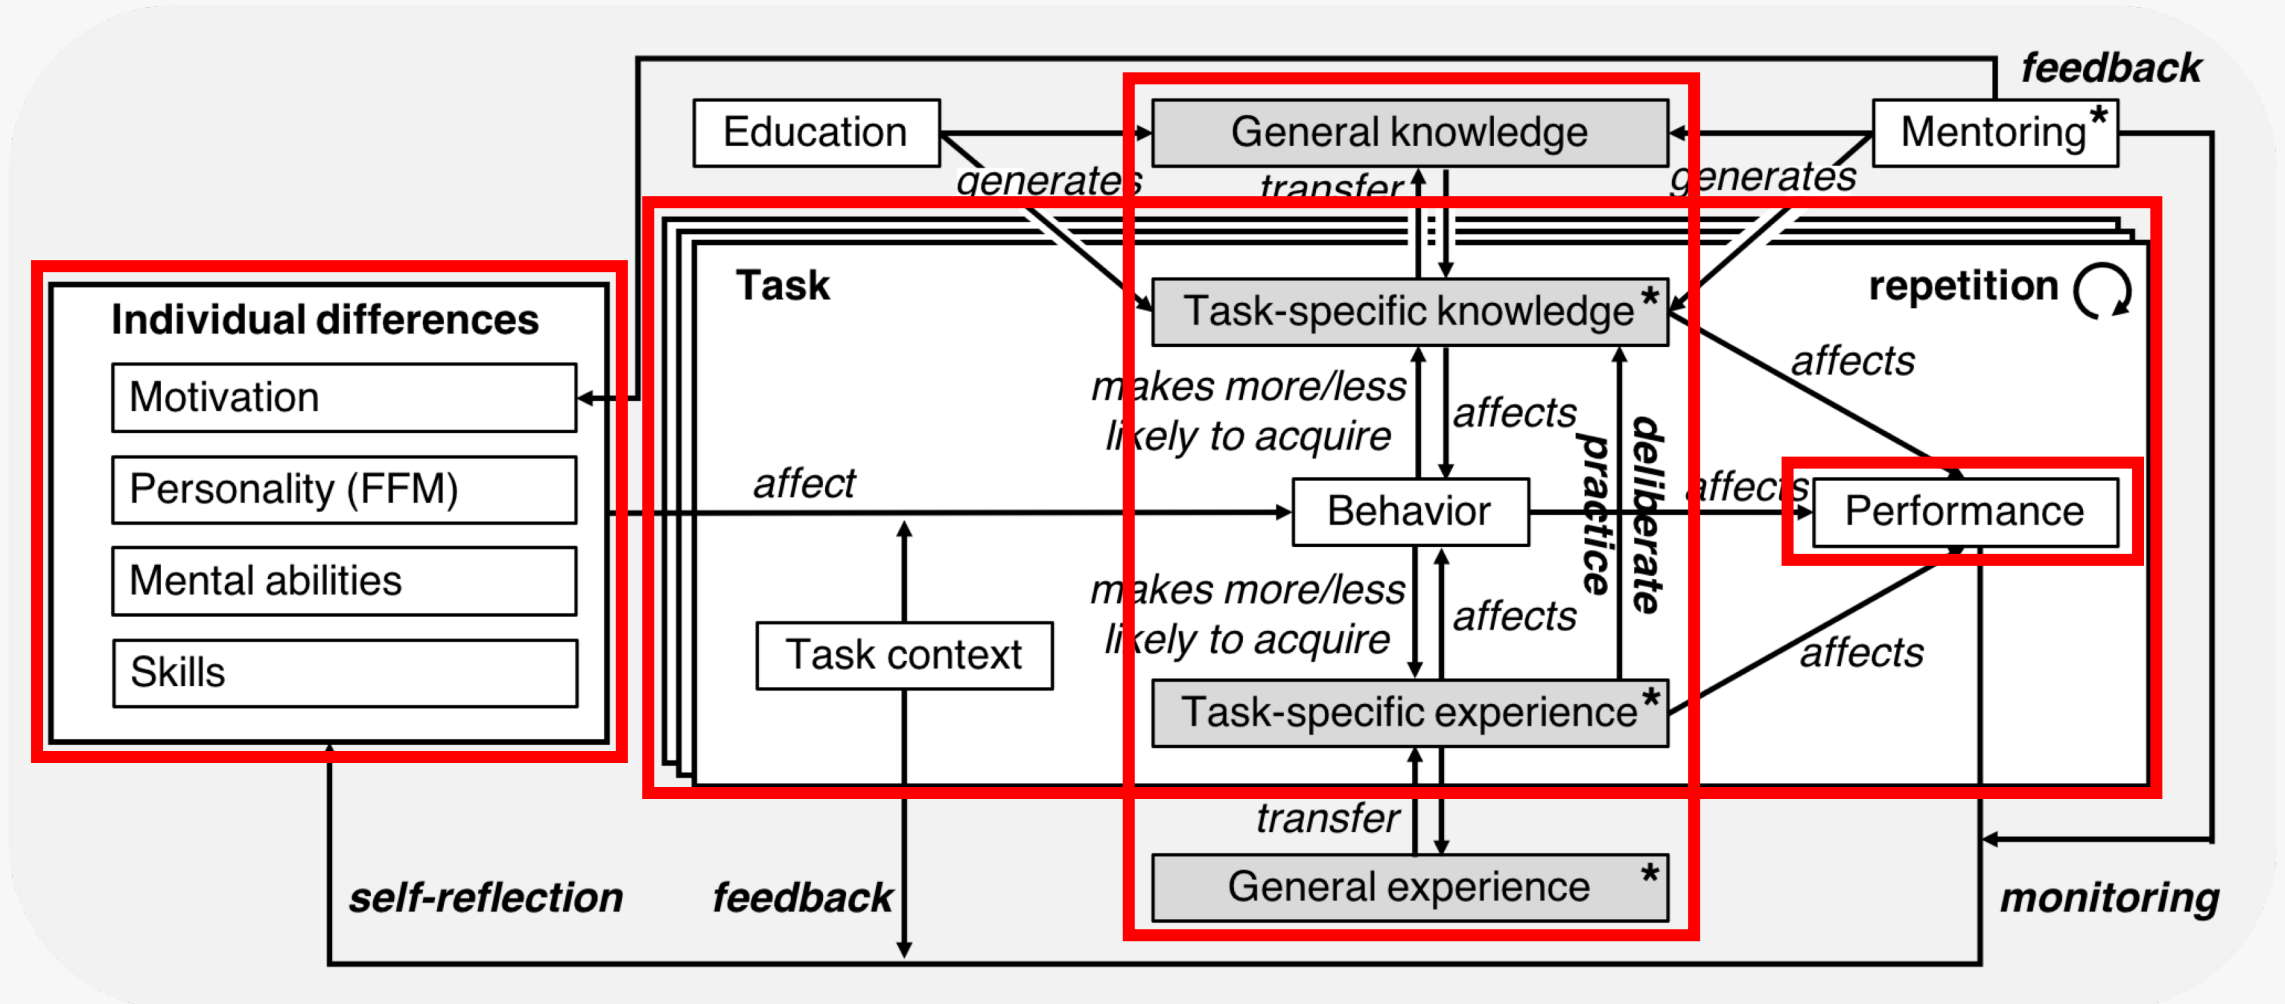 feedback
Education
General knowledge
Mentoring*
generates
transfer
generates
Task
repetition
Individual differences
Task-specific knowledge*
Motivation
makes more/less
likely to acquire
affects
affects
Personality (FFM)
affect
Behavior
deliberate
practice
affects
Performance
Mental abilities
makes more/less
likely to acquire
affects
Task context
affects
Skills
Task-specific experience*
transfer
General experience *
self-reflection
feedback
monitoring